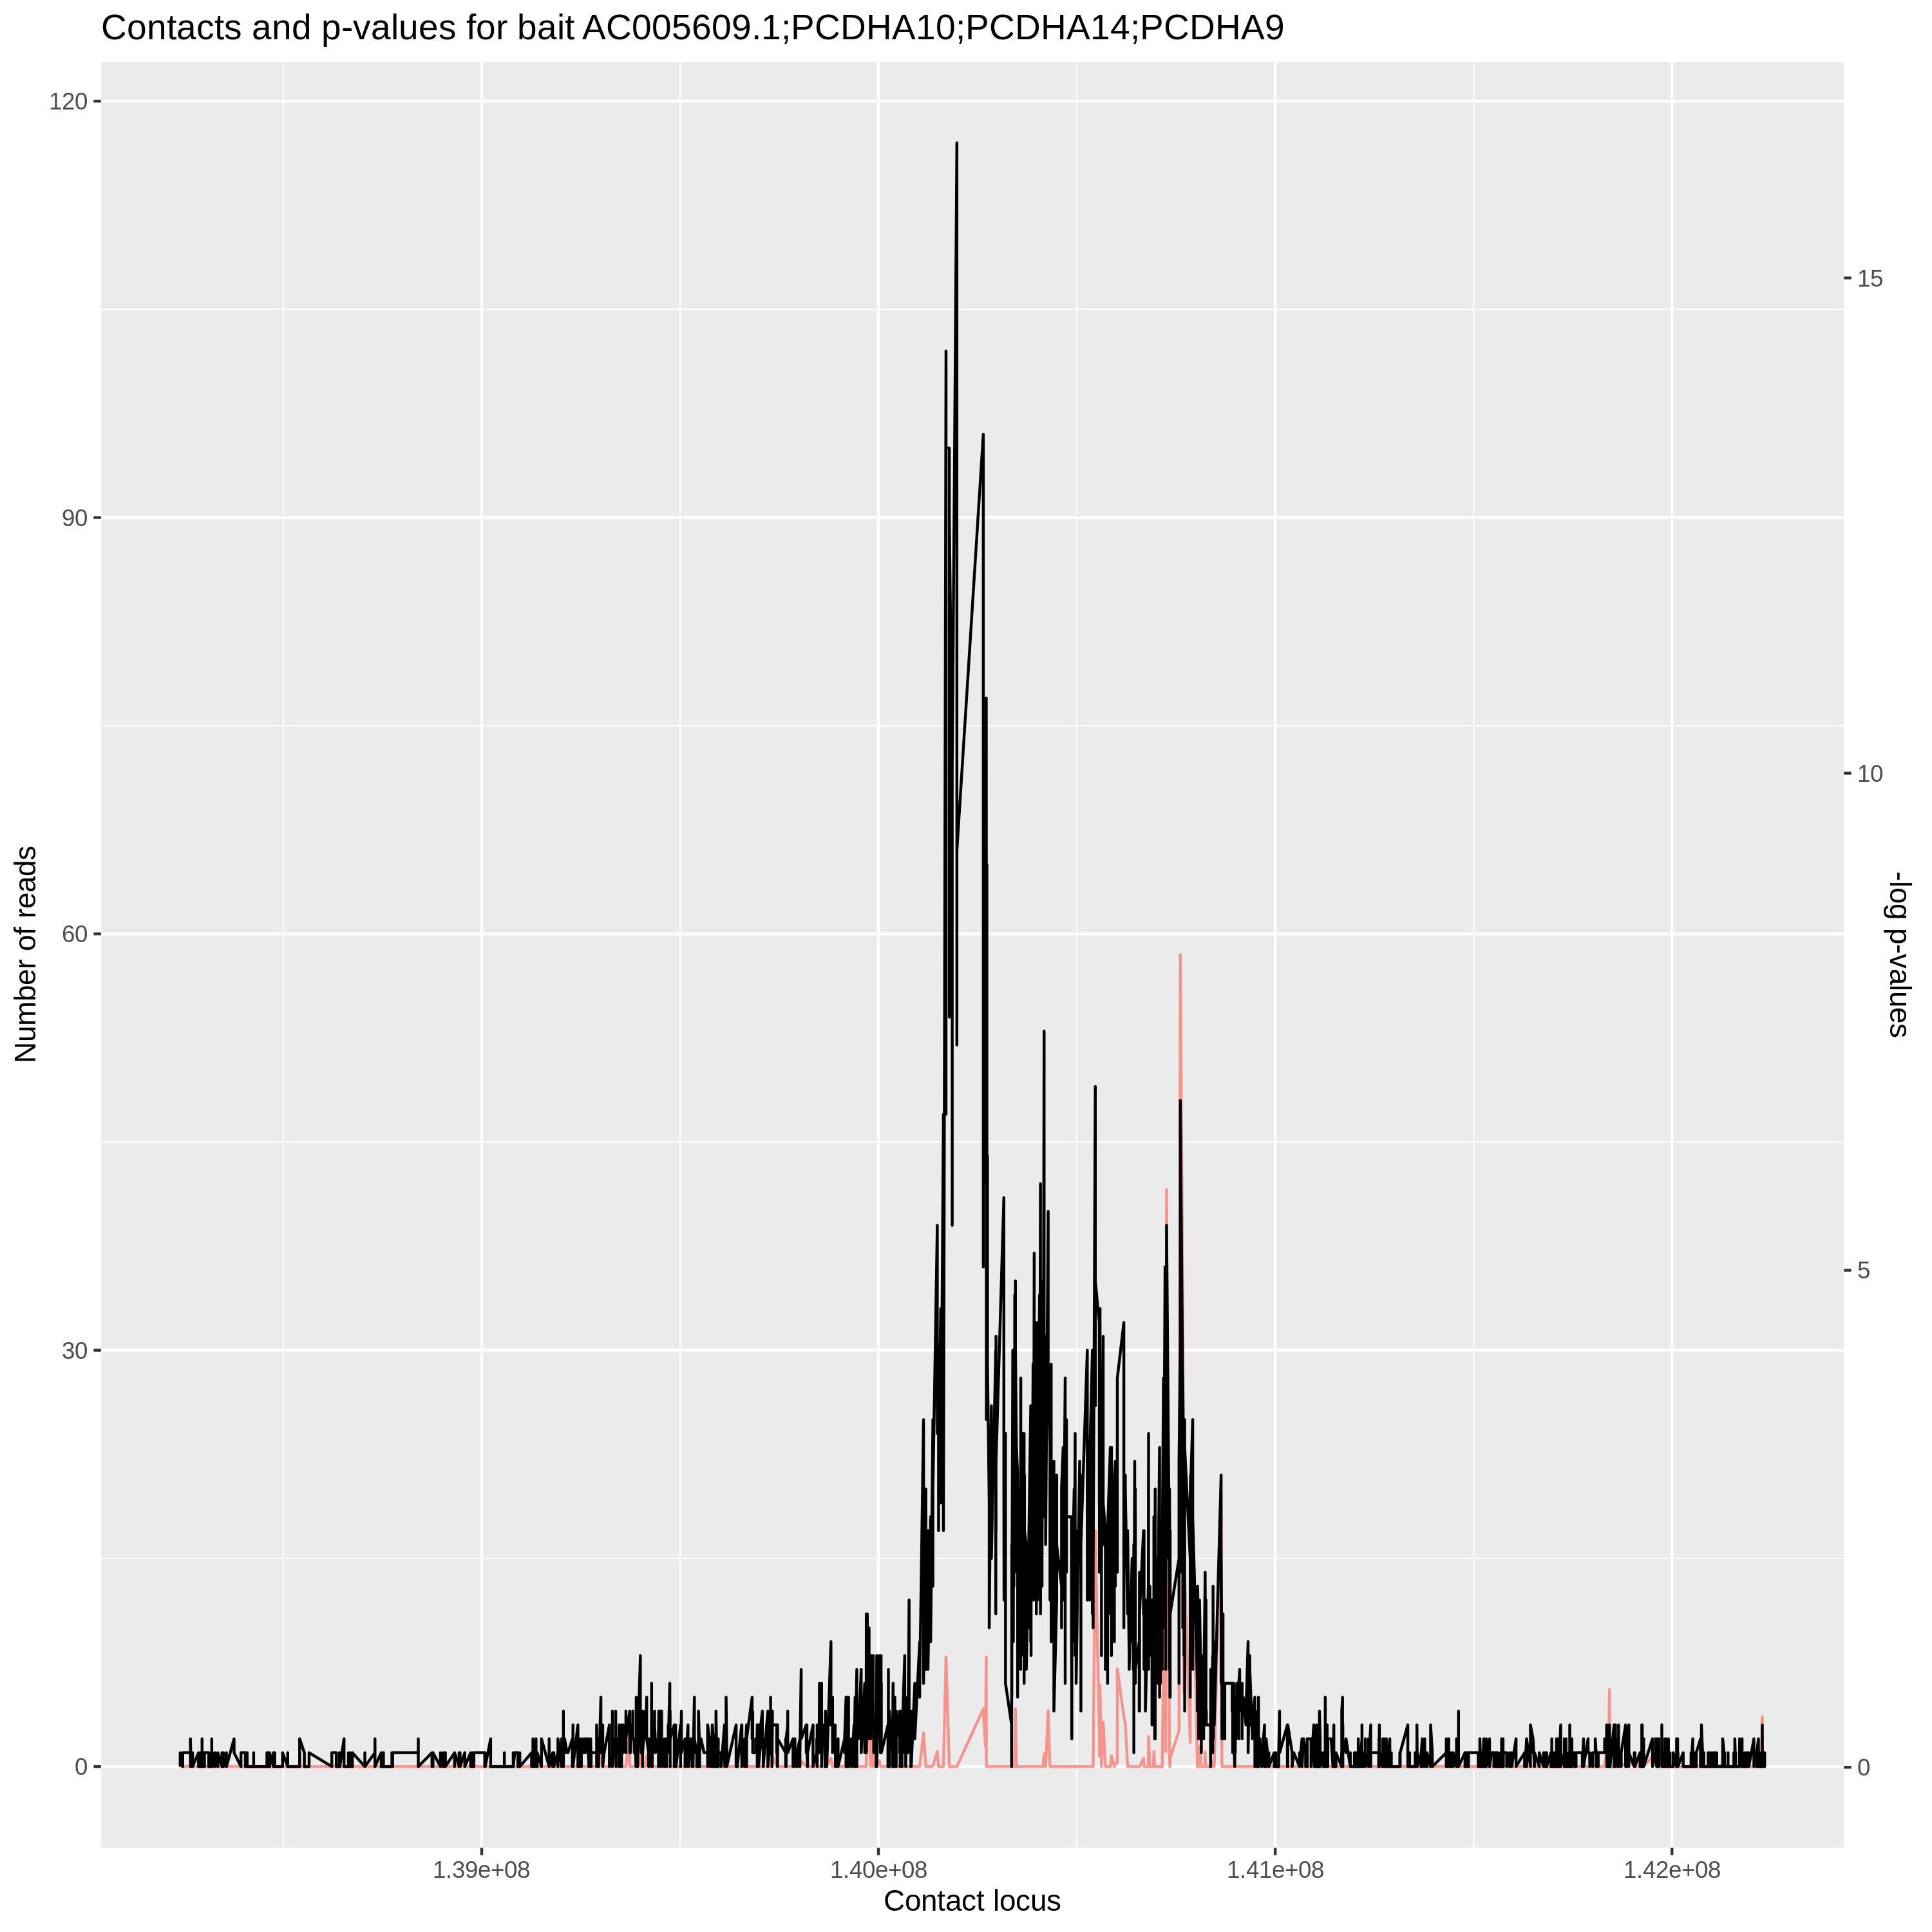 Contacts and p-values for bait AC005609.1;PCDHA10;PCDHA14;PCDHA9
120
90
60
30
0
Number of reads
15
10
5
0
-log p-values
1.39e+08
1.40e+08
1.41e+08
1.42e+08
Contact locus